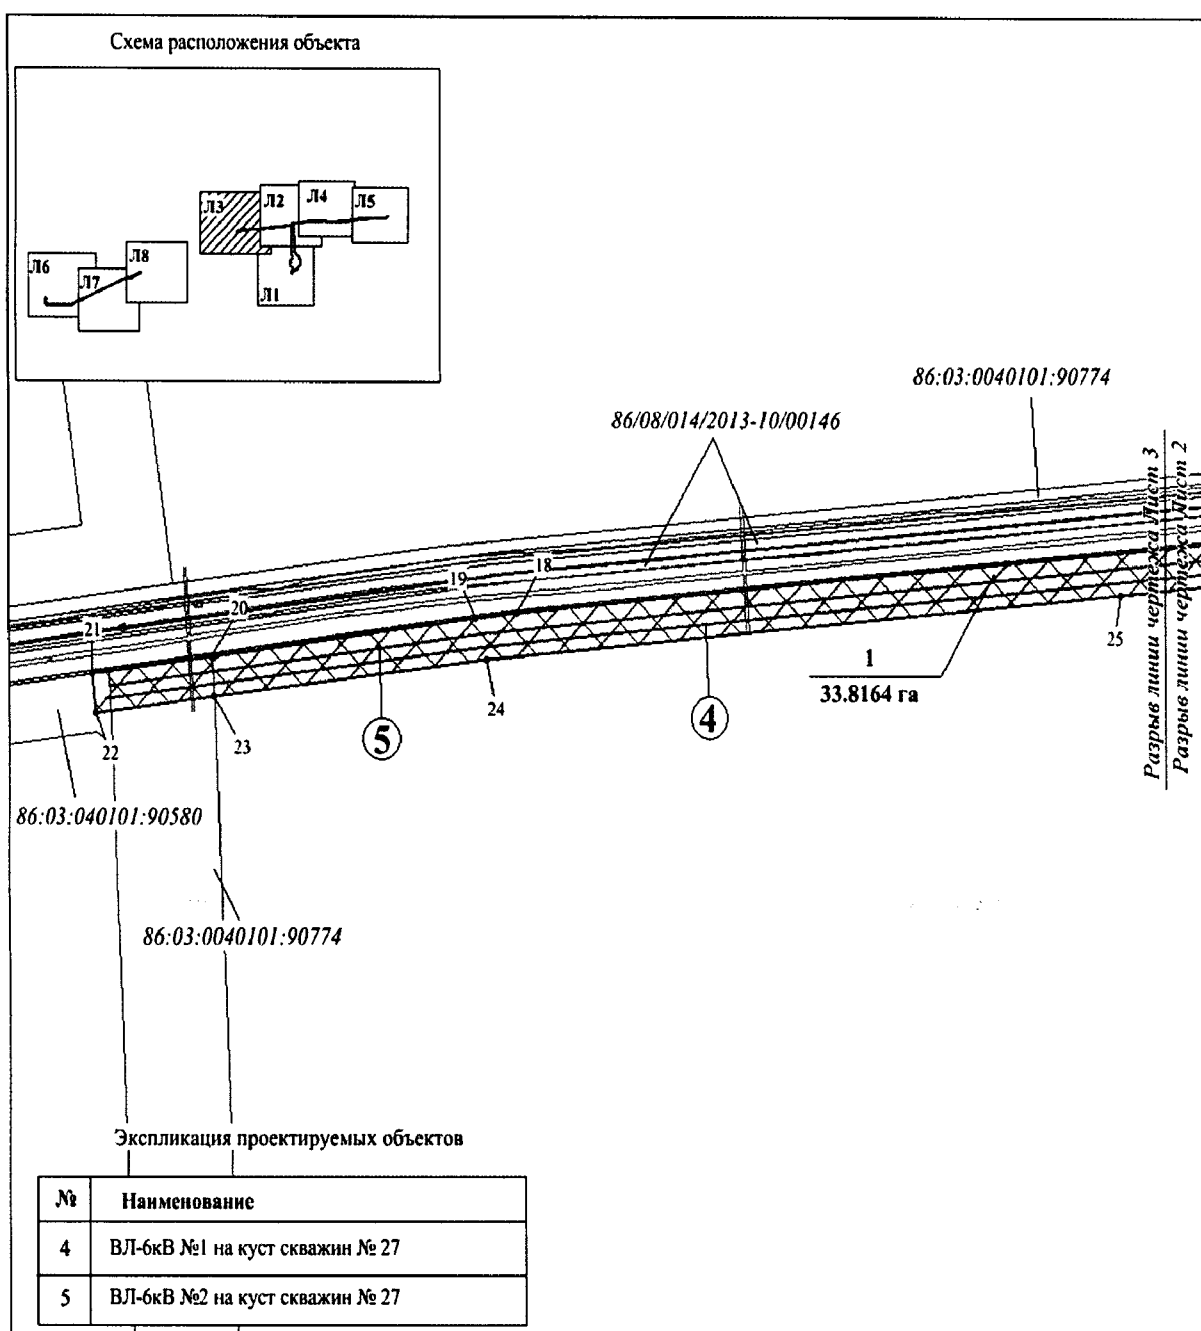 Схема расположения объекта
Л3
Л2
Л4
Л5
Л6
Л7
Л8
Л1
86:03:0040101:90774
86/08/014/2013-10/00146
Разрыв линии чертежа Лист 3
Разрыв линии чертежа Лист 2
21
20
19
18
22
23
24
25
5
4
1
33.8164 га
86:03:040101:90580
86:03:0040101:90774
Экспликация проектируемых объектов
№ Наименование
4 ВЛ-6кВ №1 на куст скважин № 27
5 ВЛ-6кВ №2 на куст скважин № 27